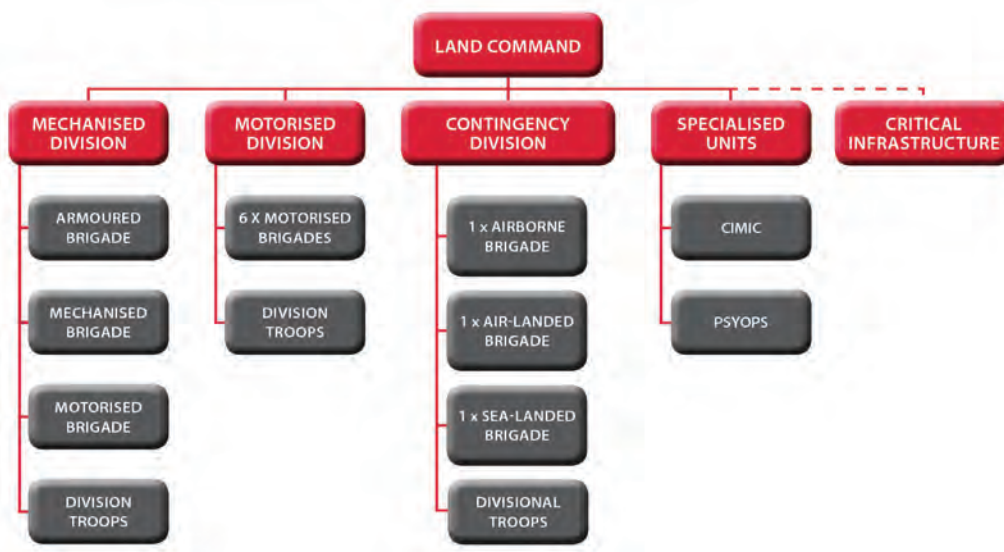 LAND COMMAND
MECHANISED
DIVISION
MOTORISED
DIVISION
CONTINGENCY
DIVISION
SPECIALISED
UNITS
CRITICAL
INFRASTRUCTURE
ARMOURED
BRIGADE
MECHANISED
BRIGADE
MOTORISED
BRIGADE
DIVISION
TROOPS
6 X MOTORISED
BRIGADES
DIVISION
TROOPS
1 x AIRBORNE
BRIGADE
1 x AIR-LANDED
BRIGADE
1 x SEA-LANDED
BRIGADE
DIVISIONAL
TROOPS
CIMIC
PSYOPS